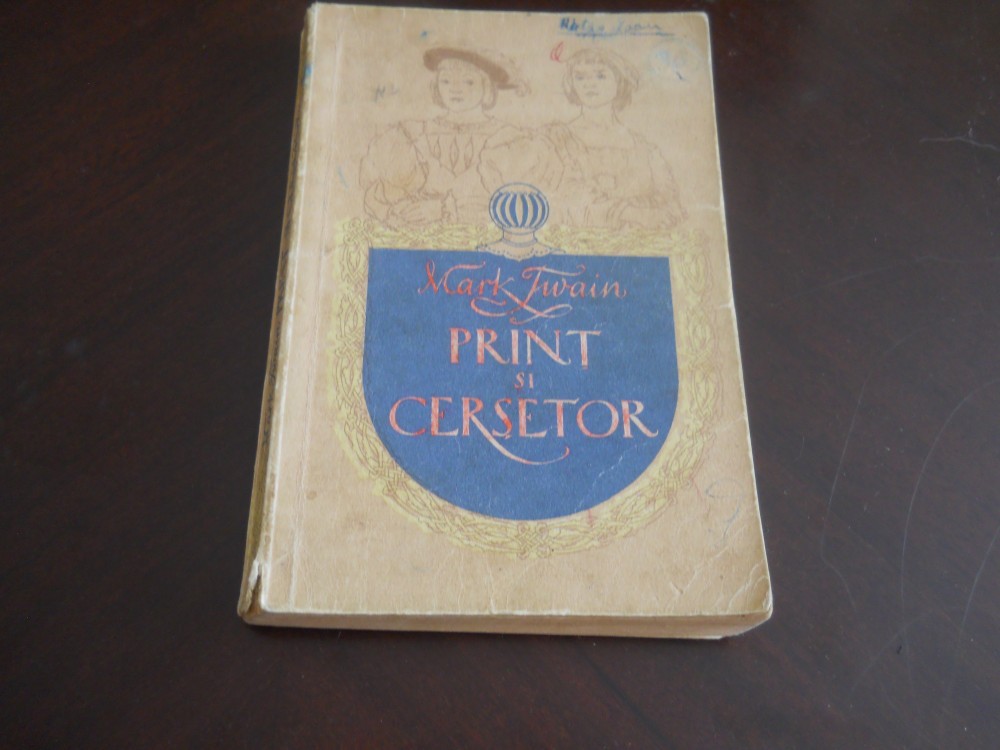 Mark Twain
PRINȚ
ȘI
CERȘETOR